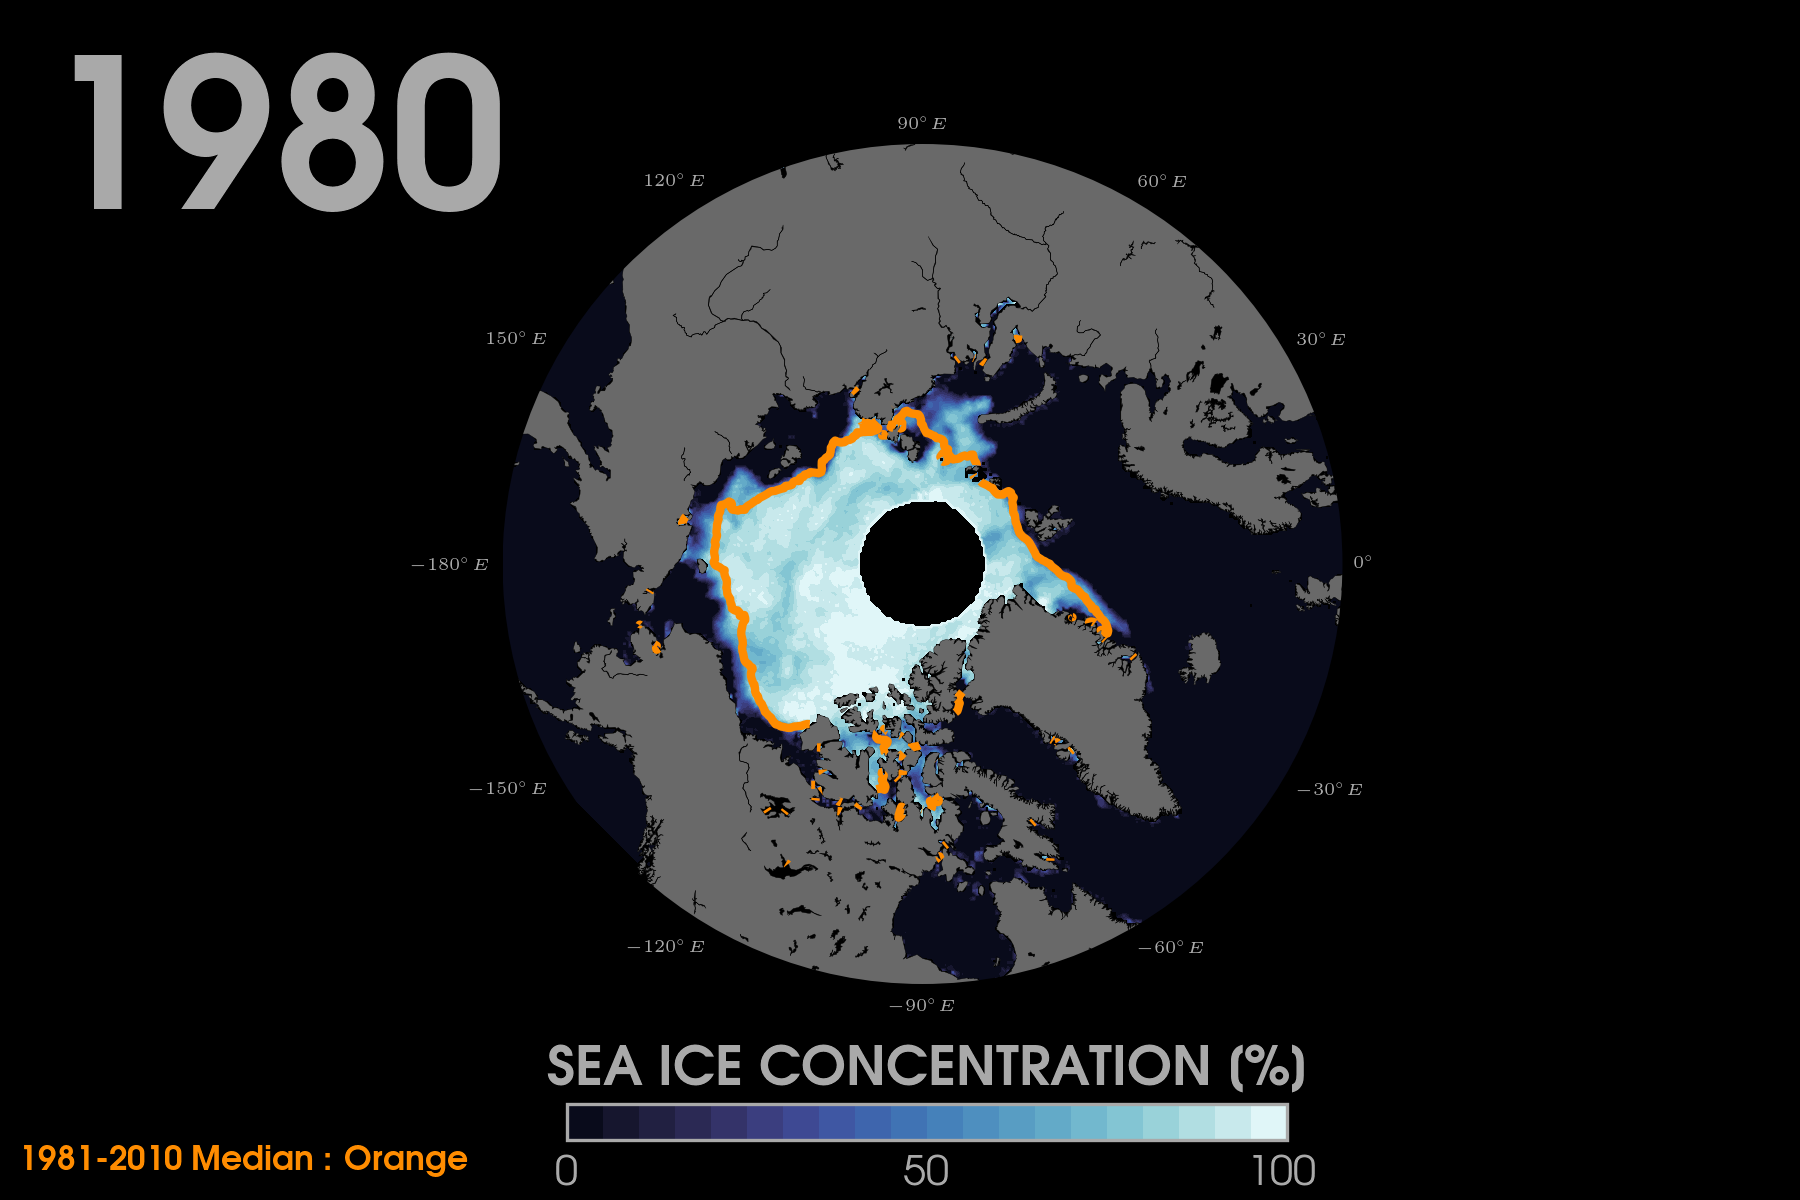 1980
90° E
120° E
60° E
150° E
30° E
−180° E
0°
−150° E
−30° E
−120° E
−60° E
−90° E
SEA ICE CONCENTRATION (%)
0 50 100
1981-2010 Median : Orange